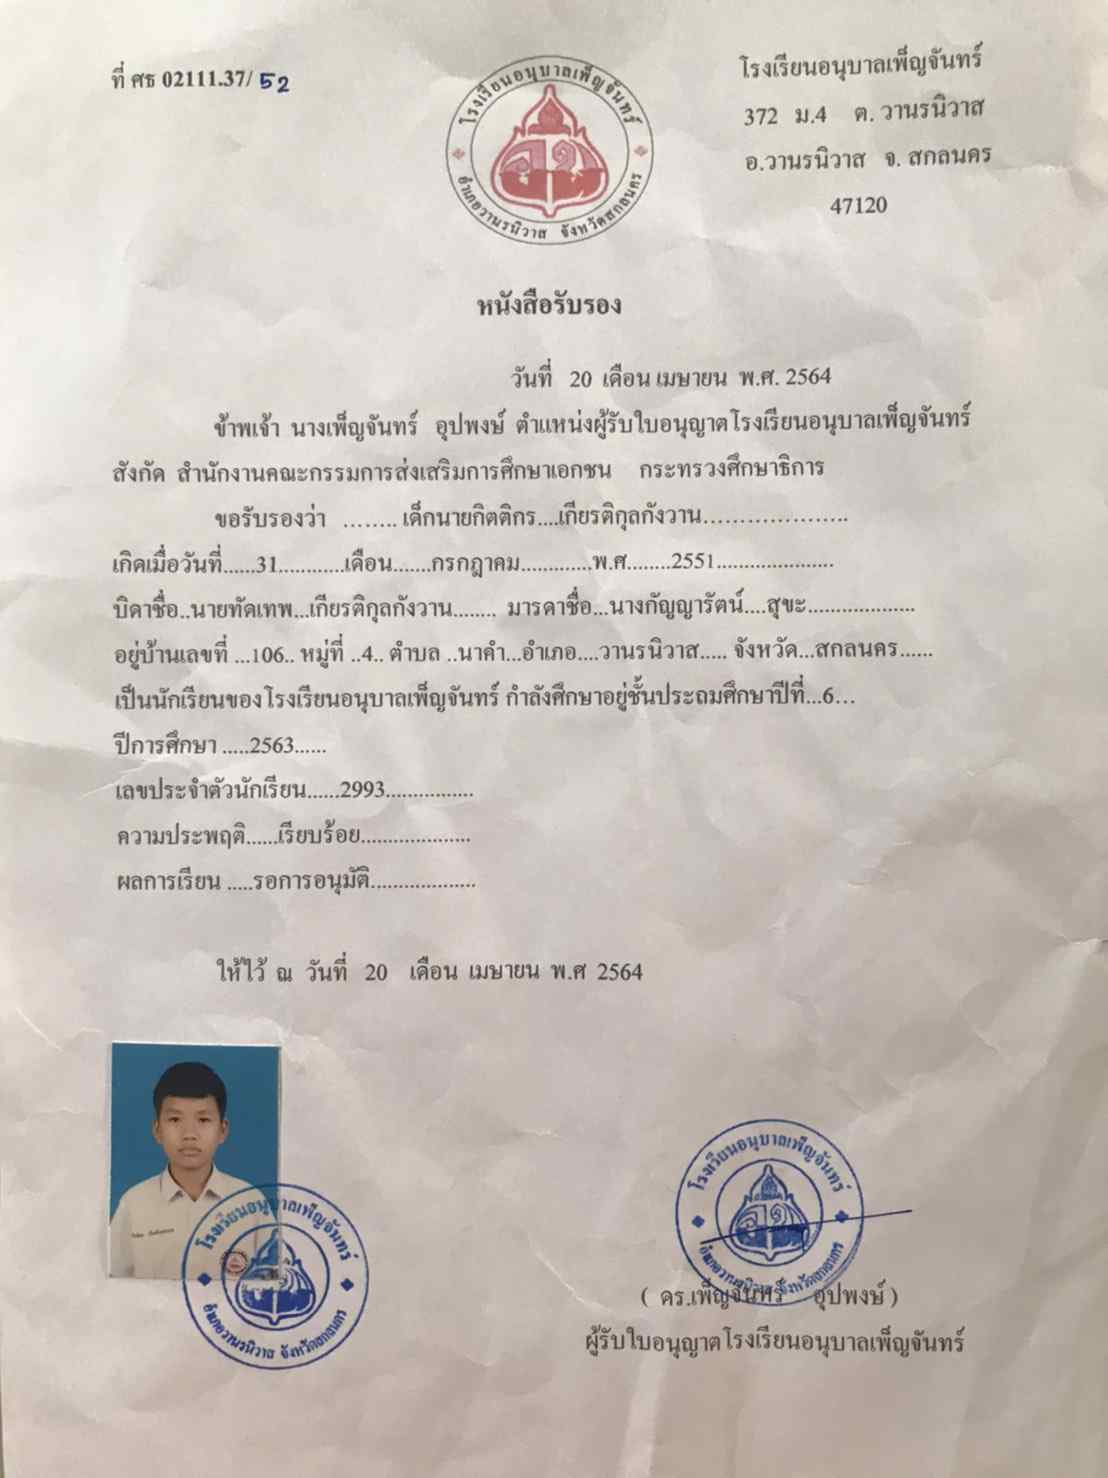 ที่ ศธ 02111.37/ 52
โรงเรียนอนุบาลเพ็ญจันทร์
372 ม.4 ต. วานรนิวาส
อ.วานรนิวาส จ. สกลนคร
47120
โรงเรียนอนุบาลเพ็ญจันทร์
อจ
อำเภอวานรนิวาส จังหวัดสกลนคร
หนังสือรับรอง
วันที่ 20 เดือน เมษายน พ.ศ. 2564
ข้าพเจ้า นางเพ็ญจันทร์ อุปพงษ์ ตำแหน่งผู้รับใบอนุญาตโรงเรียนอนุบาลเพ็ญจันทร์
สังกัด สำนักงานคณะกรรมการส่งเสริมการศึกษาเอกชน กระทรวงศึกษาธิการ
ขอรับรองว่า ........ เด็กนายกิตติกร....เกียรติกุลกังวาน.....................
เกิดเมื่อวันที่......31............เดือน.......กรกฎาคม.............พ.ศ........2551.....................
บิดาชื่อ..นายทัดเทพ...เกียรติกุลกังวาน........ มารดาชื่อ...นางกัญญารัตน์....สุขะ...................
อยู่บ้านเลขที่ ...106.. หมู่ที่ ..4.. ตำบล ..นาคำ...อำเภอ....วานรนิวาส..... จังหวัด...สกลนคร......
เป็นนักเรียนของโรงเรียนอนุบาลเพ็ญจันทร์ กำลังศึกษาอยู่ชั้นประถมศึกษาปีที่...6...
ปีการศึกษา .....2563......
เลขประจำตัวนักเรียน......2993................
ความประพฤติ......เรียบร้อย....................
ผลการเรียน .....รอการอนุมัติ...................
ให้ไว้ ณ วันที่ 20 เดือน เมษายน พ.ศ 2564
โรงเรียนอนุบาลเพ็ญจันทร์
อำเภอวานรนิวาส จังหวัดสกลนคร
โรงเรียนอนุบาลเพ็ญจันทร์
อจ
อำเภอวานรนิวาส จังหวัดสกลนคร
( ดร.เพ็ญจันทร์ อุปพงษ์ )
ผู้รับใบอนุญาตโรงเรียนอนุบาลเพ็ญจันทร์